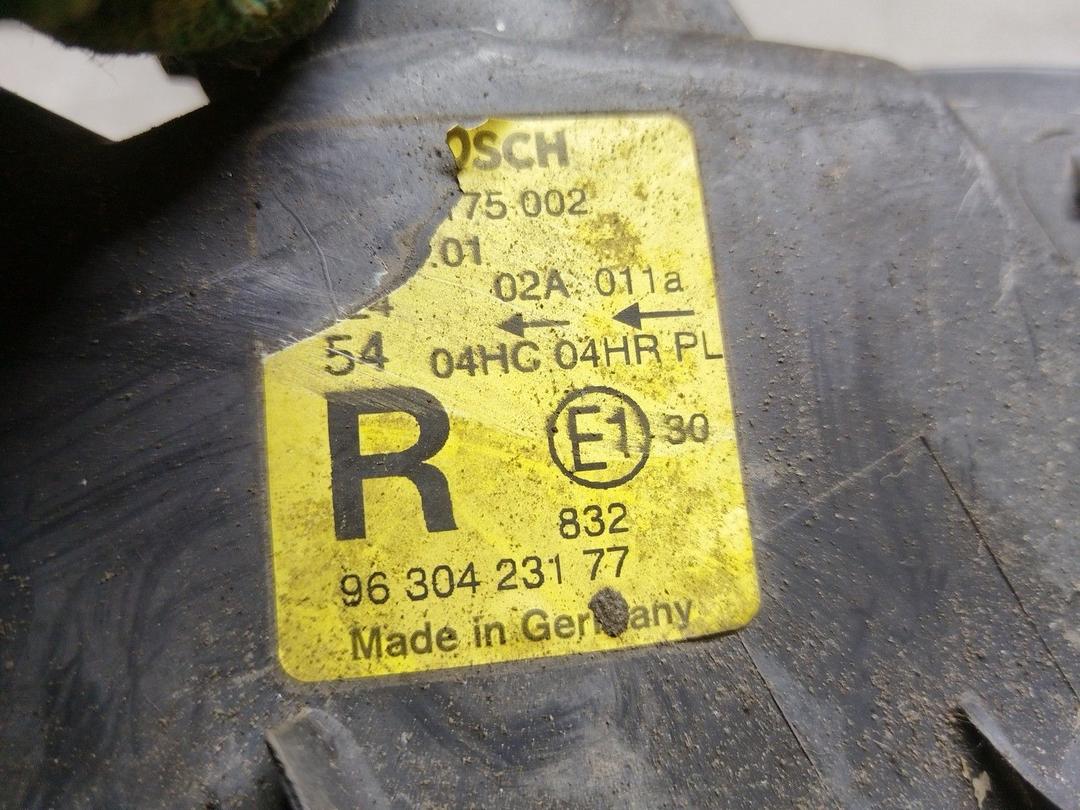 OSCH
175 002
.01
02A 011a
54 04HC 04HR PL
R E1 30
832
96 304 231 77
Made in Germany